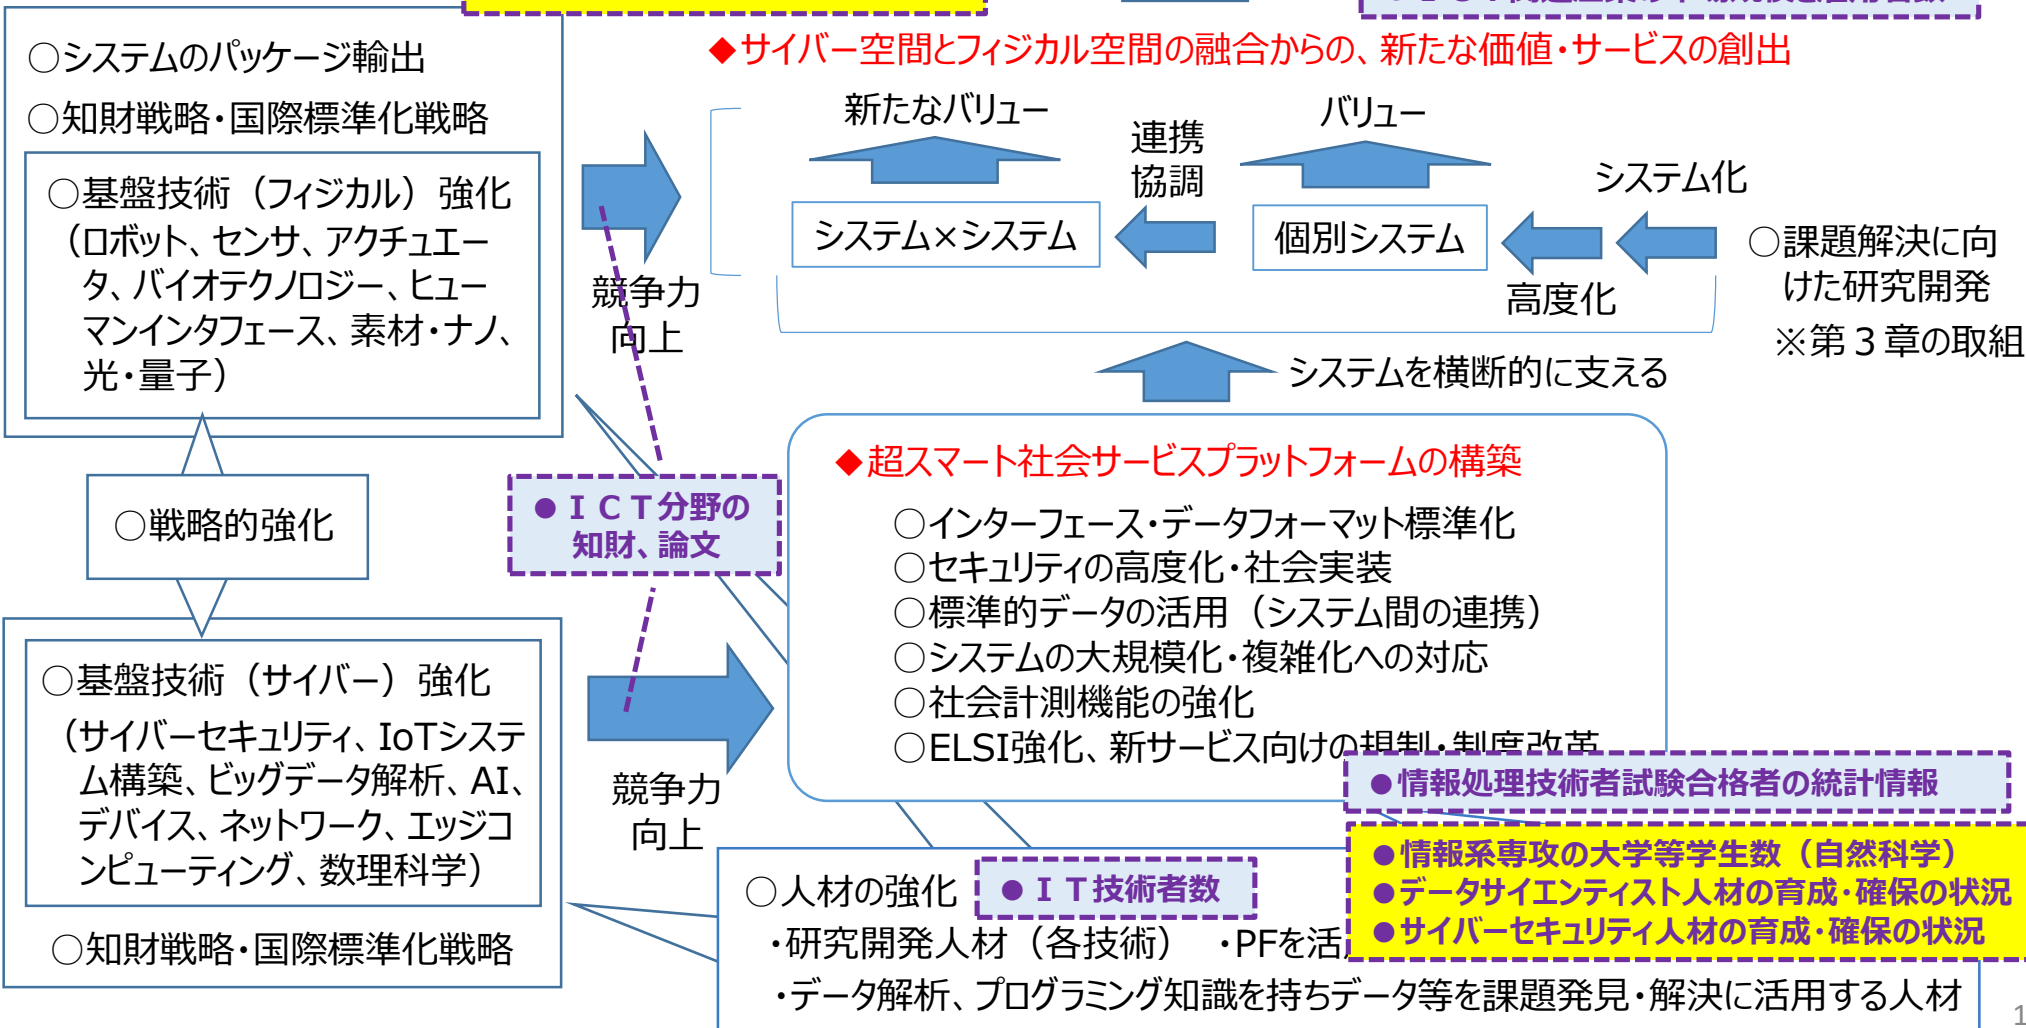 ○システムのパッケージ輸出
○知財戦略・国際標準化戦略
○基盤技術（フィジカル）強化
（ロボット、センサ、アクチュエー
タ、バイオテクノロジー、ヒュー
マンインタフェース、素材・ナノ、
光・量子）
○戦略的強化
○基盤技術（サイバー）強化
（サイバーセキュリティ、IoTシステ
ム構築、ビッグデータ解析、AI、
デバイス、ネットワーク、エッジコ
ンピューティング、数理科学）
○知財戦略・国際標準化戦略
競争力
向上
●ＩＣＴ分野の
知財、論文
競争力
向上
◆サイバー空間とフィジカル空間の融合からの、新たな価値・サービスの創出
新たなバリュー
連携
協調
バリュー
システム化
システム×システム
個別システム
高度化
○課題解決に向
けた研究開発
※第３章の取組
システムを横断的に支える
◆超スマート社会サービスプラットフォームの構築
○インターフェース・データフォーマット標準化
○セキュリティの高度化・社会実装
○標準的データの活用（システム間の連携）
○システムの大規模化・複雑化への対応
○社会計測機能の強化
○ELSI強化、新サービス向けの規制・制度改革
●情報処理技術者試験合格者の統計情報
●情報系専攻の大学等学生数（自然科学）
●データサイエンティスト人材の育成・確保の状況
●サイバーセキュリティ人材の育成・確保の状況
○人材の強化
●ＩＴ技術者数
・研究開発人材（各技術）　・PFを活
・データ解析、プログラミング知識を持ちデータ等を課題発見・解決に活用する人材
1